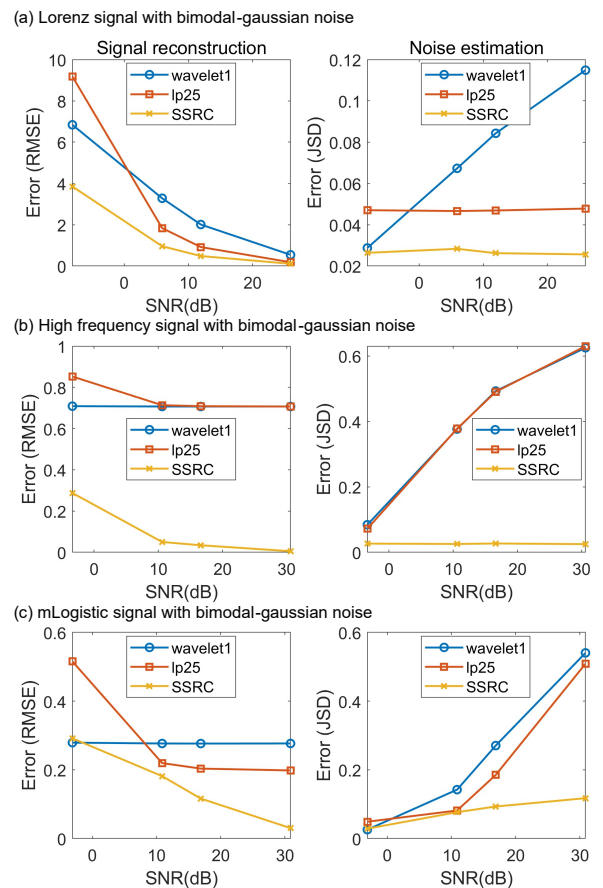 (a) Lorenz signal with bimodal-gaussian noise
Signal reconstruction
Noise estimation
10
8
6
4
2
0
Error (RMSE)
wavelet1
lp25
SSRC
0 10 20
SNR(dB)
0.12
0.1
0.08
0.06
0.04
0.02
Error (JSD)
wavelet1
lp25
SSRC
0 10 20
SNR(dB)
(b) High frequency signal with bimodal-gaussian noise
1
0.8
0.6
0.4
0.2
0
Error (RMSE)
wavelet1
lp25
SSRC
0 10 20 30
SNR(dB)
0.6
0.4
0.2
0
Error (JSD)
wavelet1
lp25
SSRC
0 10 20 30
SNR(dB)
(c) mLogistic signal with bimodal-gaussian noise
0.6
0.4
0.2
0
Error (RMSE)
wavelet1
lp25
SSRC
0 10 20 30
SNR(dB)
0.6
0.4
0.2
0
Error (JSD)
wavelet1
lp25
SSRC
0 10 20 30
SNR(dB)